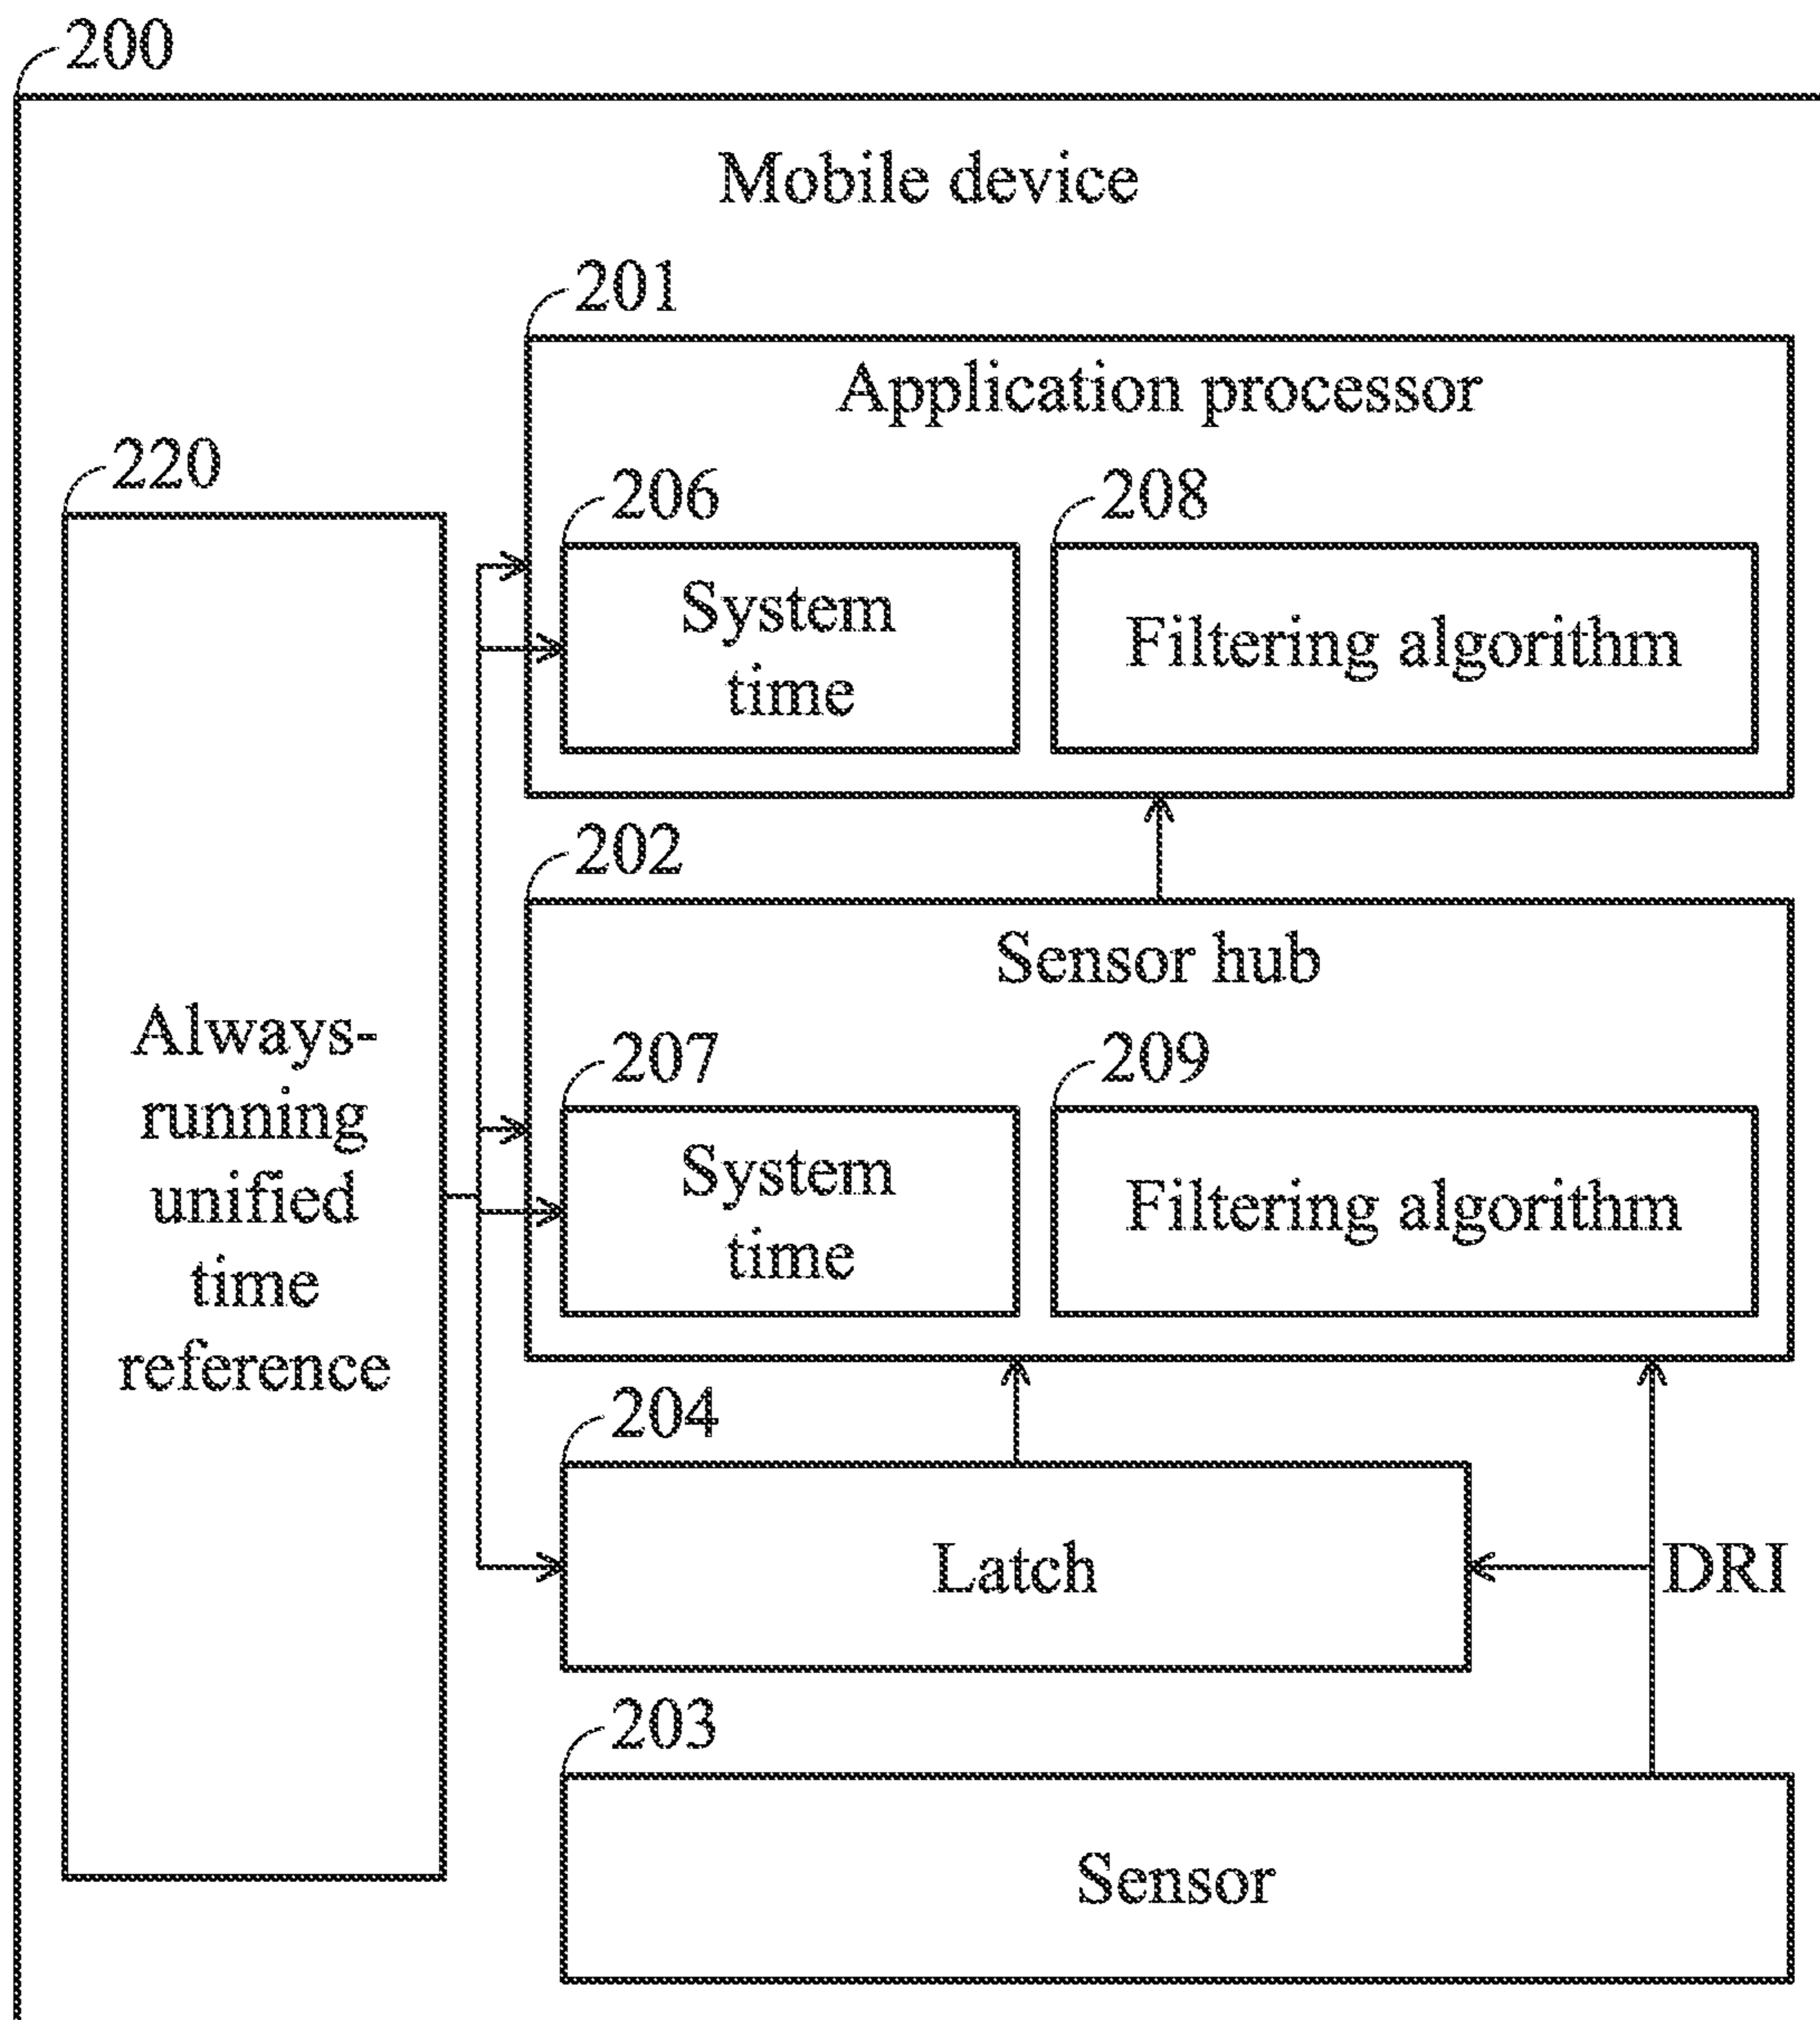 200
Mobile device
201
Application processor
220
206
208
System
time
Filtering algorithm
202
Sensor hub
Always-
running
unified
time
reference
207
209
System
time
Filtering algorithm
204
Latch
DRI
203
Sensor